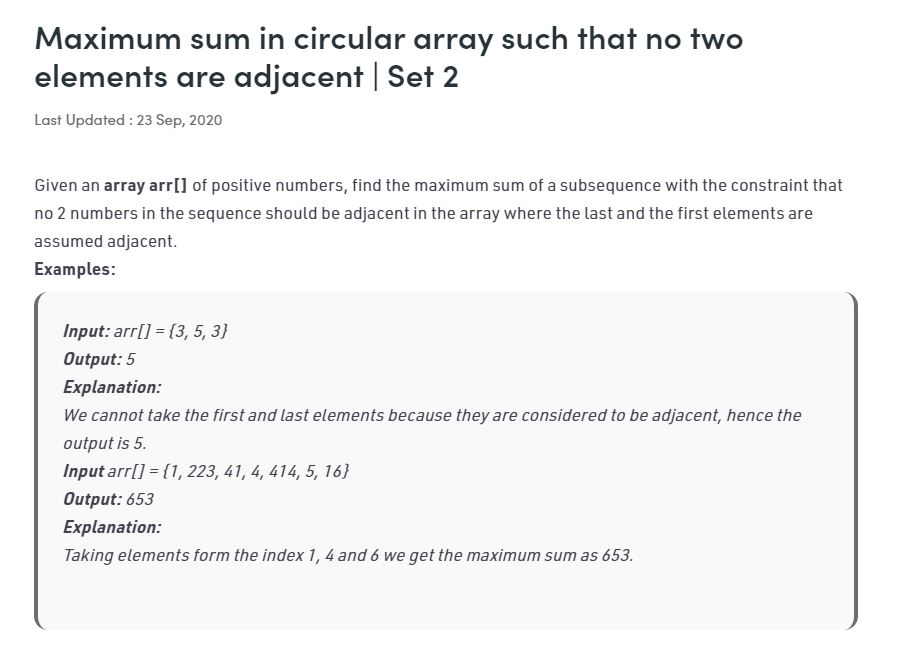 Maximum sum in circular array such that no two
elements are adjacent | Set 2
Last Updated : 23 Sep, 2020
Given an array arr[] of positive numbers, find the maximum sum of a subsequence with the constraint that
no 2 numbers in the sequence should be adjacent in the array where the last and the first elements are
assumed adjacent.
Examples:
Input: arr[] = {3, 5, 3}
Output: 5
Explanation:
We cannot take the first and last elements because they are considered to be adjacent, hence the
output is 5.
Input arr[] = {1, 223, 41, 4, 414, 5, 16}
Output: 653
Explanation:
Taking elements form the index 1, 4 and 6 we get the maximum sum as 653.